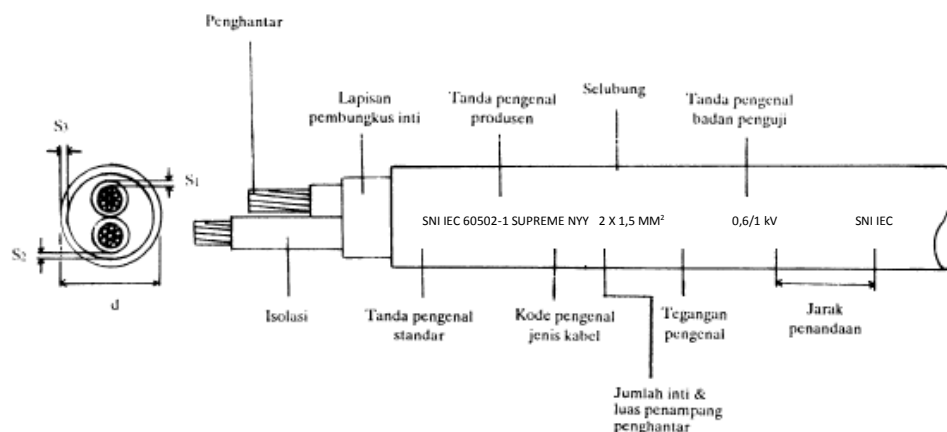 Penghantar
Selubung
Lapisan
pembungkus inti
Tanda pengenal
produsen
Tanda pengenal
badan penguji
S3
S1
SNI IEC 60502-1 SUPREME NYY 2 X 1,5 MM² 0,6/1 kV SNI IEC
S2
d
Isolasi
Tanda pengenal
standar
Kode pengenal
jenis kabel
Tegangan
pengenal
Jarak
penandaan
Jumlah inti &
luas penampang
penghantar